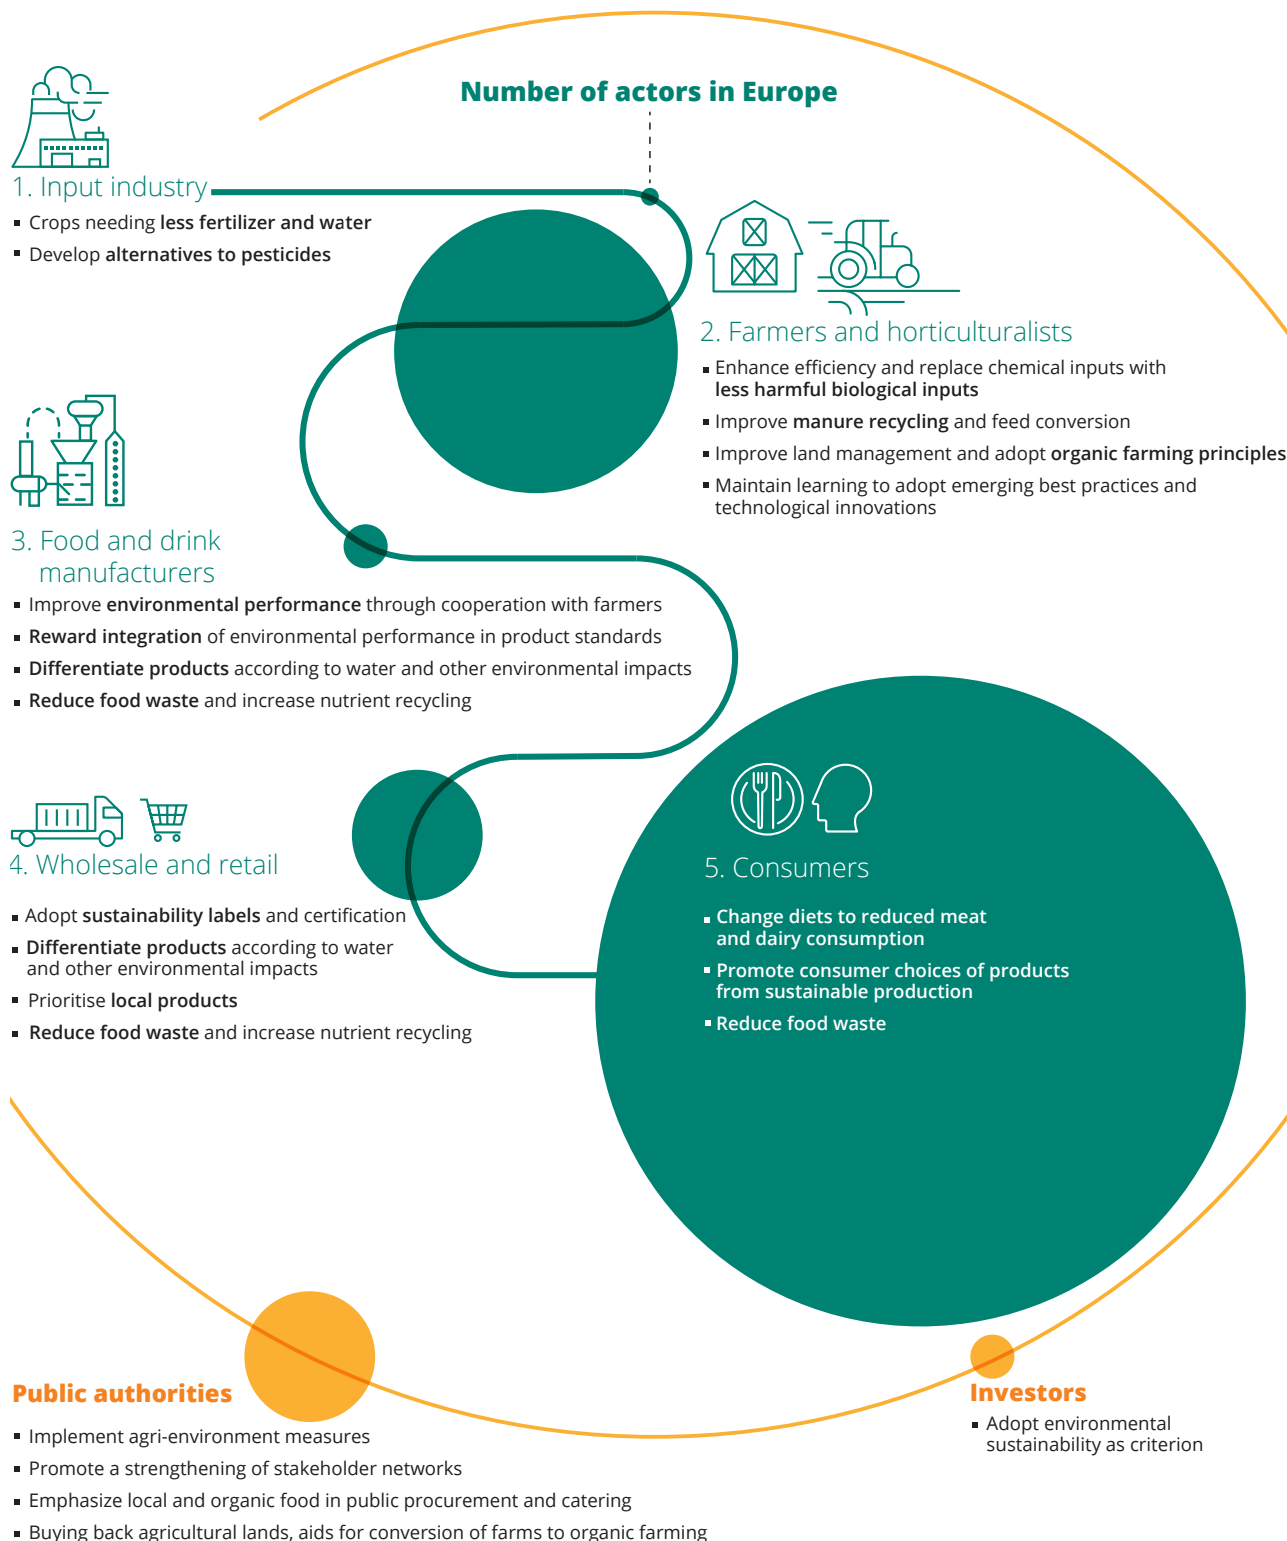 Number of actors in Europe
1. Input industry
▪ Crops needing less fertilizer and water
▪ Develop alternatives to pesticides
2. Farmers and horticulturalists
▪ Enhance efficiency and replace chemical inputs with
less harmful biological inputs
▪ Improve manure recycling and feed conversion
▪ Improve land management and adopt organic farming principles
▪ Maintain learning to adopt emerging best practices and
technological innovations
3. Food and drink
manufacturers
▪ Improve environmental performance through cooperation with farmers
▪ Reward integration of environmental performance in product standards
▪ Differentiate products according to water and other environmental impacts
▪ Reduce food waste and increase nutrient recycling
4. Wholesale and retail
▪ Adopt sustainability labels and certification
▪ Differentiate products according to water
and other environmental impacts
▪ Prioritise local products
▪ Reduce food waste and increase nutrient recycling
5. Consumers
▪ Change diets to reduced meat
and dairy consumption
▪ Promote consumer choices of products
from sustainable production
▪ Reduce food waste
Public authorities
▪ Implement agri-environment measures
▪ Promote a strengthening of stakeholder networks
▪ Emphasize local and organic food in public procurement and catering
▪ Buying back agricultural lands, aids for conversion of farms to organic farming
Investors
▪ Adopt environmental
sustainability as criterion